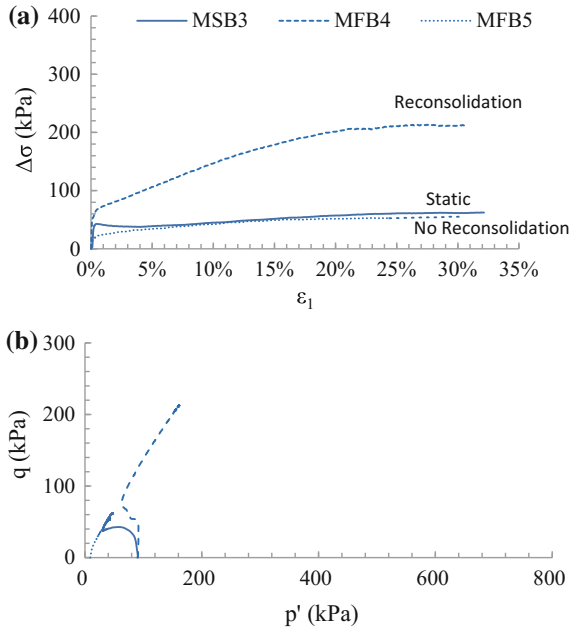 (a)
MSB3 MFB4 MFB5
400
300
200
100
0
Δσ (kPa)
Reconsolidation
Static
No Reconsolidation
0% 5% 10% 15% 20% 25% 30% 35%
ε1
(b)
300
200
100
0
q (kPa)
0 200 400 600 800
p' (kPa)